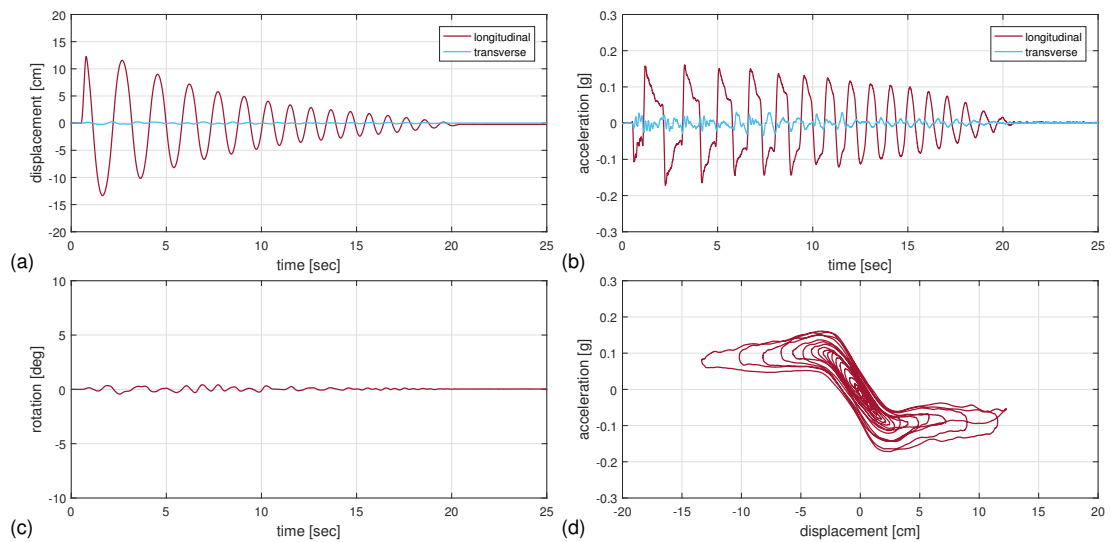 20
15
10
5
0
-5
-10
-15
-20
displacement [cm]
longitudinal
transverse
0 5 10 15 20 25
time [sec]
(a)
0.3
0.2
0.1
0
-0.1
-0.2
-0.3
acceleration [g]
longitudinal
transverse
0 5 10 15 20 25
time [sec]
(b)
10
5
0
-5
-10
rotation [deg]
0 5 10 15 20 25
time [sec]
(c)
0.3
0.2
0.1
0
-0.1
-0.2
-0.3
acceleration [g]
-20 -15 -10 -5 0 5 10 15 20
displacement [cm]
(d)